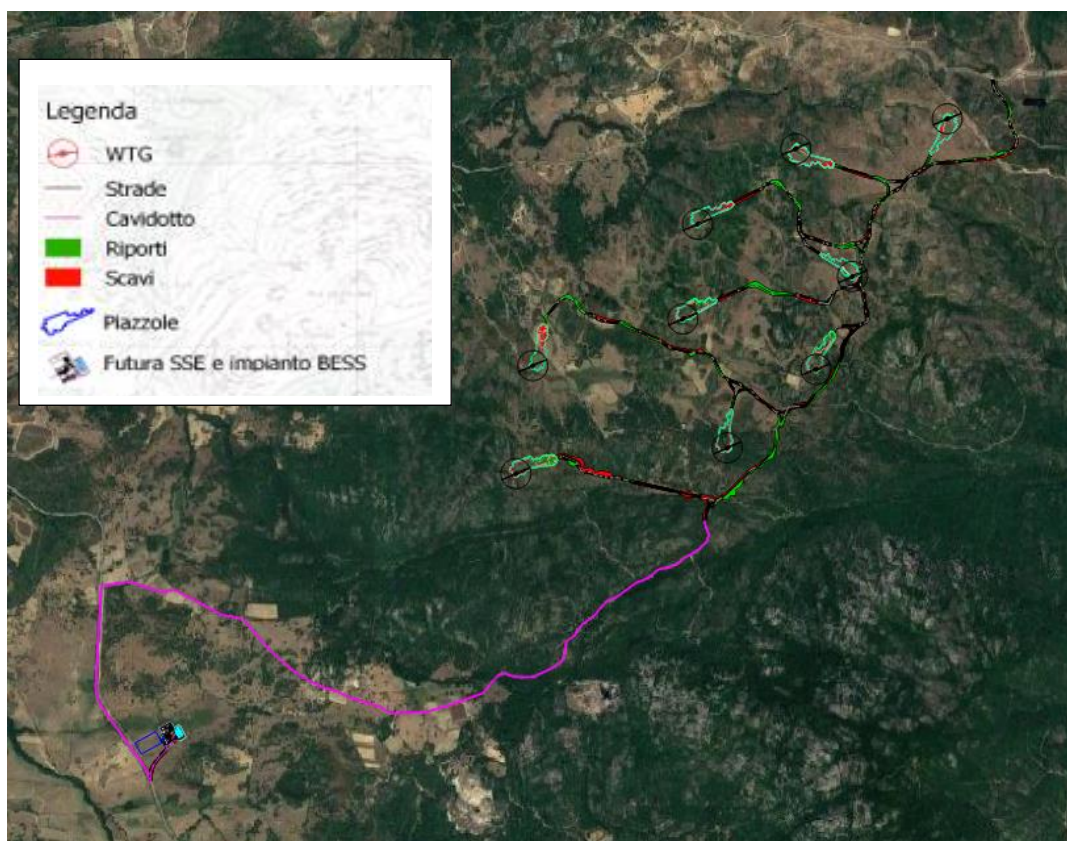 Legenda
WTG
Strade
Cavidotto
Riporti
Scavi
Piazzole
Futura SSE e impianto BESS